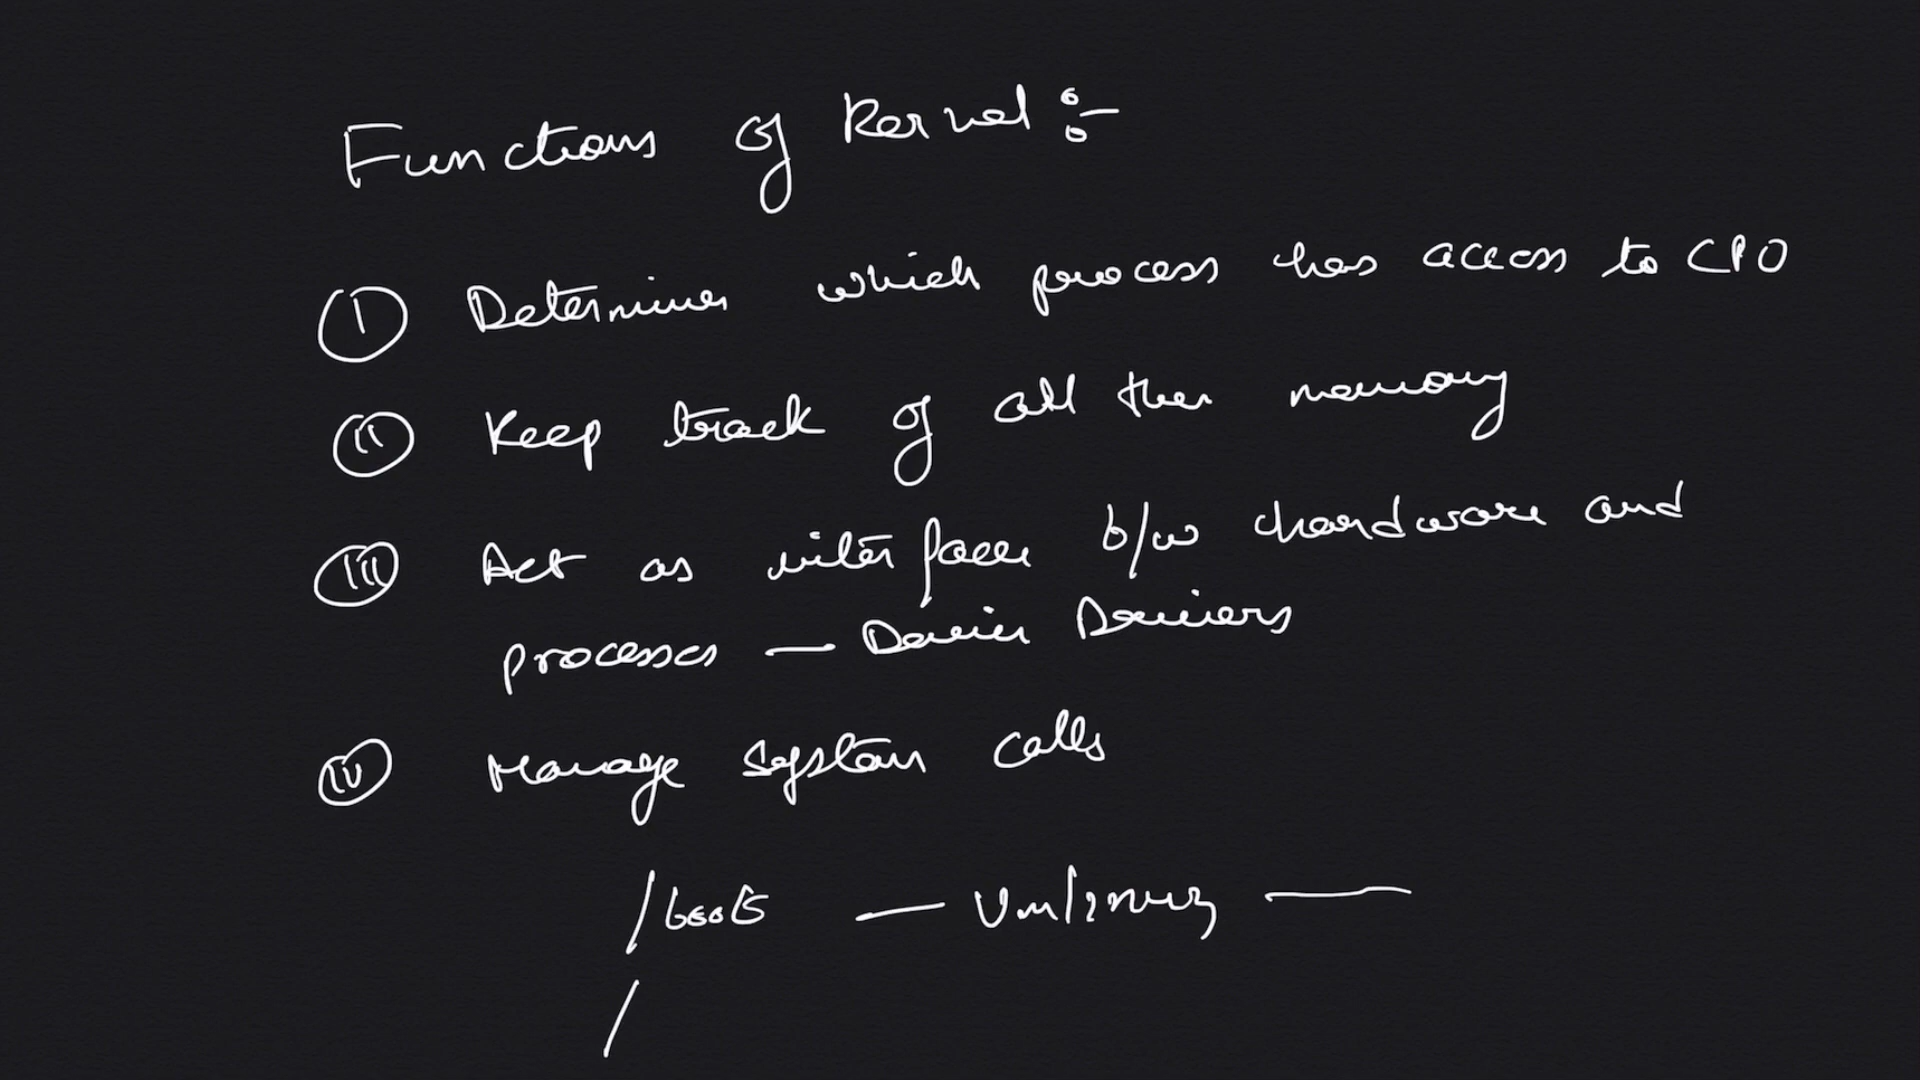 Functions of Kernel :-
(I) Determines which process has access to CPU
(II) Keep track of all the memory
(III) Act as interface b/w hardware and
processes — Device Drivers
(IV) Manage System Calls
/boot — vmlinuz —
/